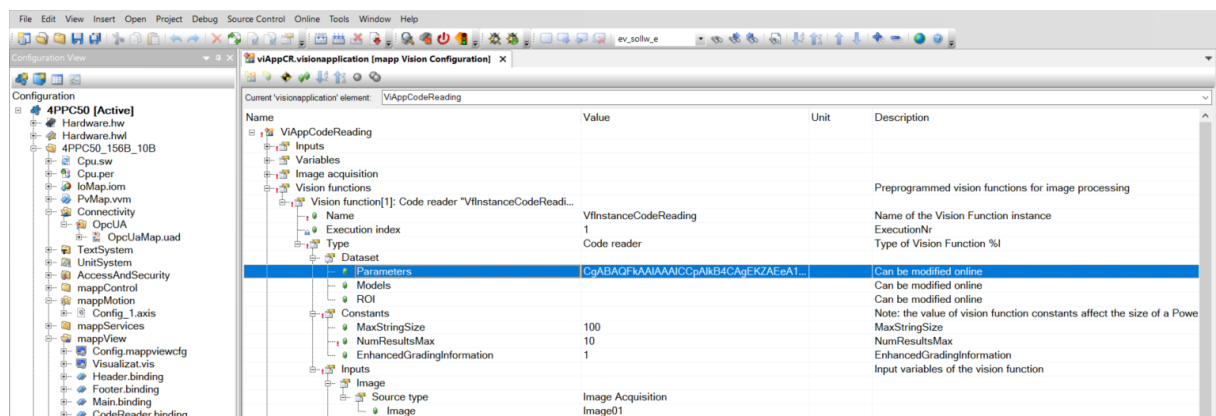 File Edit View Insert Open Project Debug Source Control Online Tools Window Help
ev_sollw_e
Configuration View
viAppCR.visionapplication [mapp Vision Configuration]
Configuration
4PPC50 [Active]
Hardware.hw
Hardware.hwl
4PPC50_156B_10B
Cpu.sw
Cpu.per
IoMap.iom
PvMap.vvm
Connectivity
OpcUA
OpcUaMap.uad
TextSystem
UnitSystem
AccessAndSecurity
mappControl
mappMotion
Config_1.axis
mappServices
mappView
Config.mappviewcfg
Visualizat.vis
Header.binding
Footer.binding
Main.binding
CodeReader.binding
Current 'visionapplication' element: ViAppCodeReading
Name Value Unit Description
ViAppCodeReading
Inputs
Variables
Image acquisition
Vision functions Preprogrammed vision functions for image processing
Vision function[1]: Code reader "VfInstanceCodeReadi...
Name VfInstanceCodeReading Name of the Vision Function instance
Execution index 1 ExecutionNr
Type Code reader Type of Vision Function %I
Dataset
Parameters CgABAQFkAAIAAAICCpAlkB4CAgEKZAEeA1... Can be modified online
Models Can be modified online
ROI Can be modified online
Constants Note: the value of vision function constants affect the size of a Powe
MaxStringSize 100 MaxStringSize
NumResultsMax 10 NumResultsMax
EnhancedGradingInformation 1 EnhancedGradingInformation
Inputs Input variables of the vision function
Image
Source type Image Acquisition
Image Image01